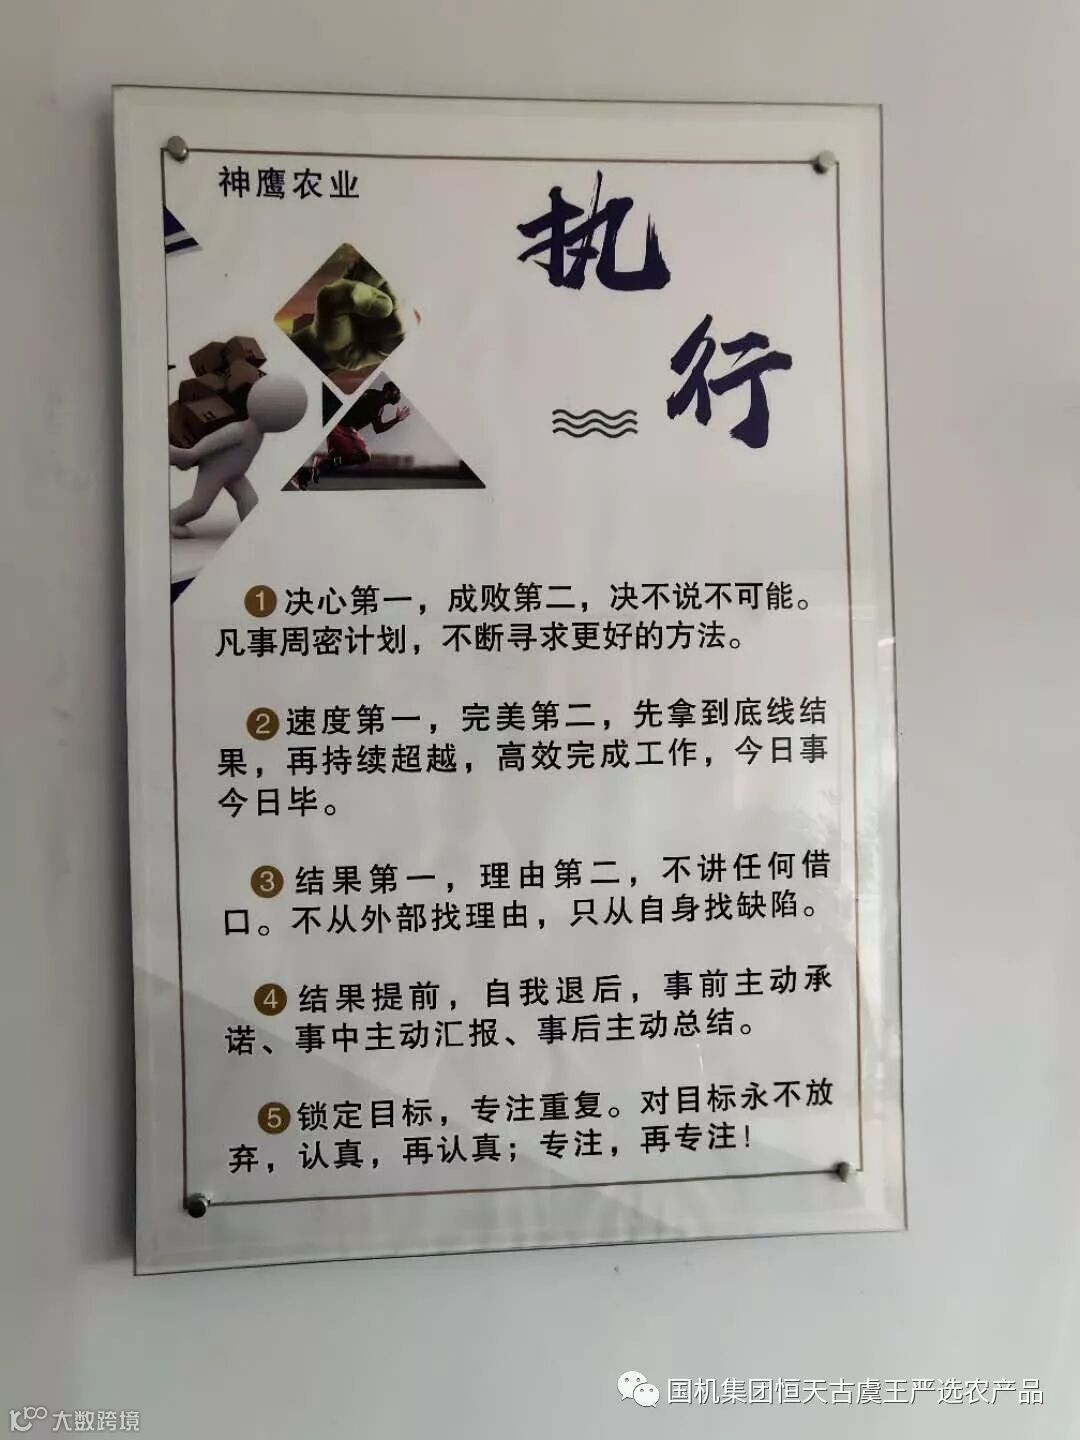 神鹰农业
执
行
1 决心第一，成败第二，决不说不可能。
凡事周密计划，不断寻求更好的方法。
2 速度第一，完美第二，先拿到底线结
果，再持续超越，高效完成工作，今日事
今日毕。
3 结果第一，理由第二，不讲任何借
口。不从外部找理由，只从自身找缺陷。
4 结果提前，自我退后，事前主动承
诺、事中主动汇报、事后主动总结。
5 锁定目标，专注重复。对目标永不放
弃，认真，再认真；专注，再专注！
国机集团恒天古虞王严选农产品
大数跨境